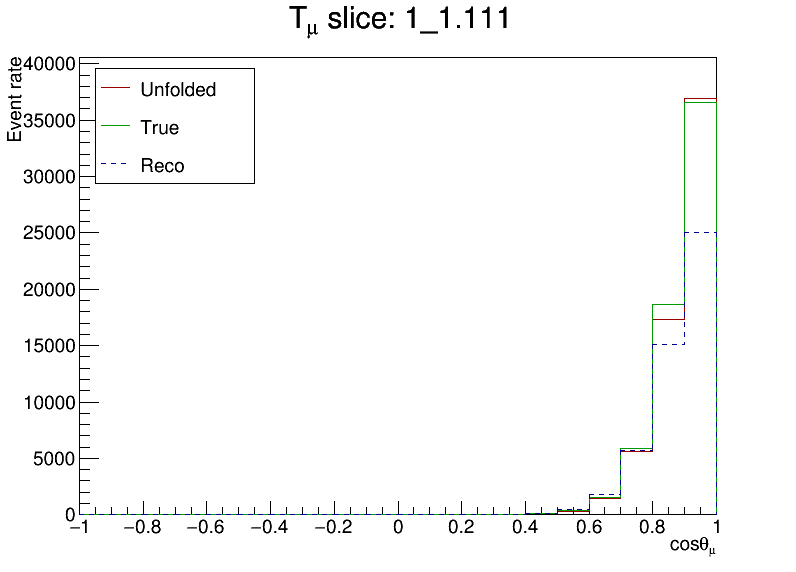 Tμ slice: 1_1.111
Event rate
40000
35000
30000
25000
20000
15000
10000
5000
0
Unfolded
True
Reco
−1 −0.8 −0.6 −0.4 −0.2 0 0.2 0.4 0.6 0.8 1
cosθμ